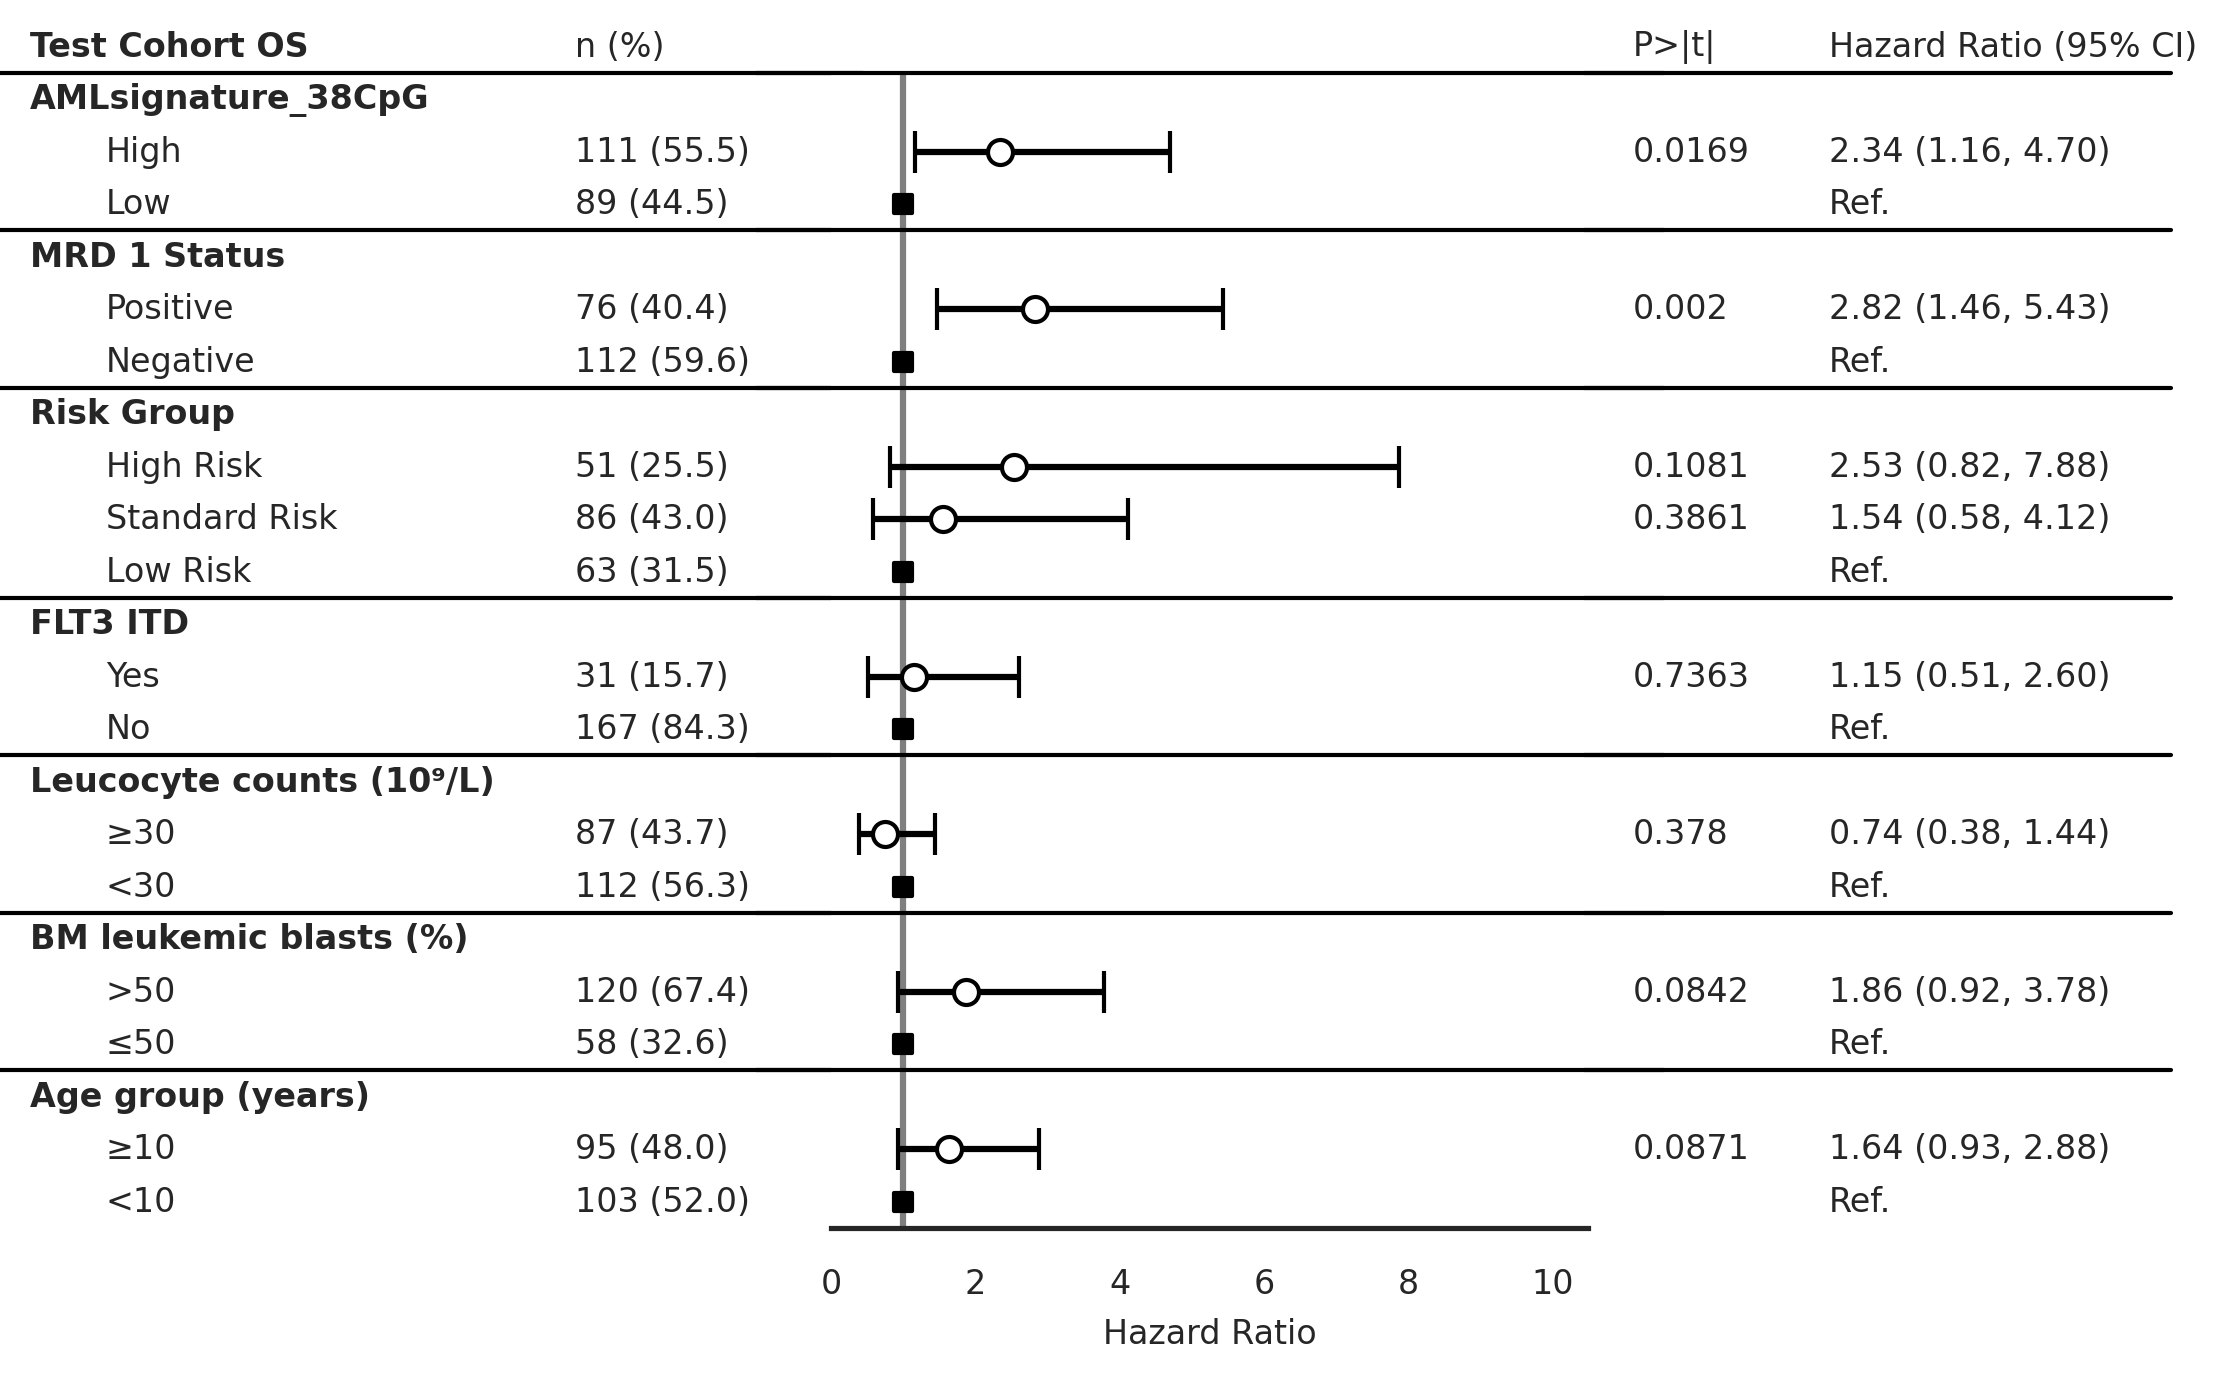 Test Cohort OS n (%) P>|t| Hazard Ratio (95% CI)
AMLsignature_38CpG
High 111 (55.5) 0.0169 2.34 (1.16, 4.70)
Low 89 (44.5) Ref.
MRD 1 Status
Positive 76 (40.4) 0.002 2.82 (1.46, 5.43)
Negative 112 (59.6) Ref.
Risk Group
High Risk 51 (25.5) 0.1081 2.53 (0.82, 7.88)
Standard Risk 86 (43.0) 0.3861 1.54 (0.58, 4.12)
Low Risk 63 (31.5) Ref.
FLT3 ITD
Yes 31 (15.7) 0.7363 1.15 (0.51, 2.60)
No 167 (84.3) Ref.
Leucocyte counts (10⁹/L)
≥30 87 (43.7) 0.378 0.74 (0.38, 1.44)
<30 112 (56.3) Ref.
BM leukemic blasts (%)
>50 120 (67.4) 0.0842 1.86 (0.92, 3.78)
≤50 58 (32.6) Ref.
Age group (years)
≥10 95 (48.0) 0.0871 1.64 (0.93, 2.88)
<10 103 (52.0) Ref.
0 2 4 6 8 10
Hazard Ratio